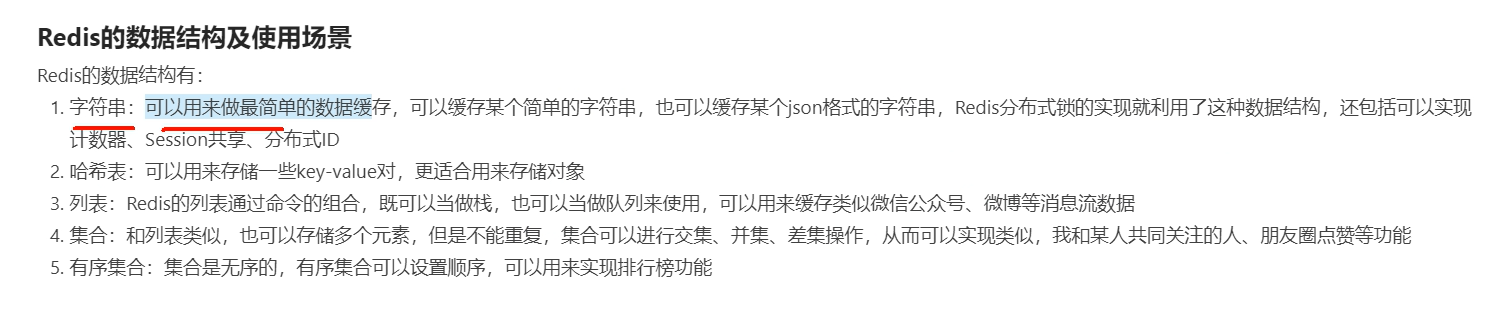 Redis的数据结构及使用场景
Redis的数据结构有：
1. 字符串：可以用来做最简单的数据缓存，可以缓存某个简单的字符串，也可以缓存某个json格式的字符串，Redis分布式锁的实现就利用了这种数据结构，还包括可以实现
计数器、Session共享、分布式ID
2. 哈希表：可以用来存储一些key-value对，更适合用来存储对象
3. 列表：Redis的列表通过命令的组合，既可以当做栈，也可以当做队列来使用，可以用来缓存类似微信公众号、微博等消息流数据
4. 集合：和列表类似，也可以存储多个元素，但是不能重复，集合可以进行交集、并集、差集操作，从而可以实现类似，我和某人共同关注的人、朋友圈点赞等功能
5. 有序集合：集合是无序的，有序集合可以设置顺序，可以用来实现排行榜功能